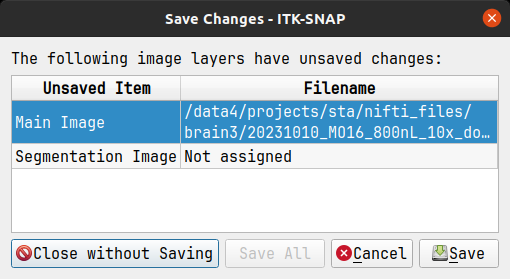 Save Changes - ITK-SNAP
The following image layers have unsaved changes:
Unsaved Item Filename
Main Image /data4/projects/sta/nifti_files/
brain3/20231010_M016_800nL_10x_do…
Segmentation Image Not assigned
Close without Saving Save All Cancel Save